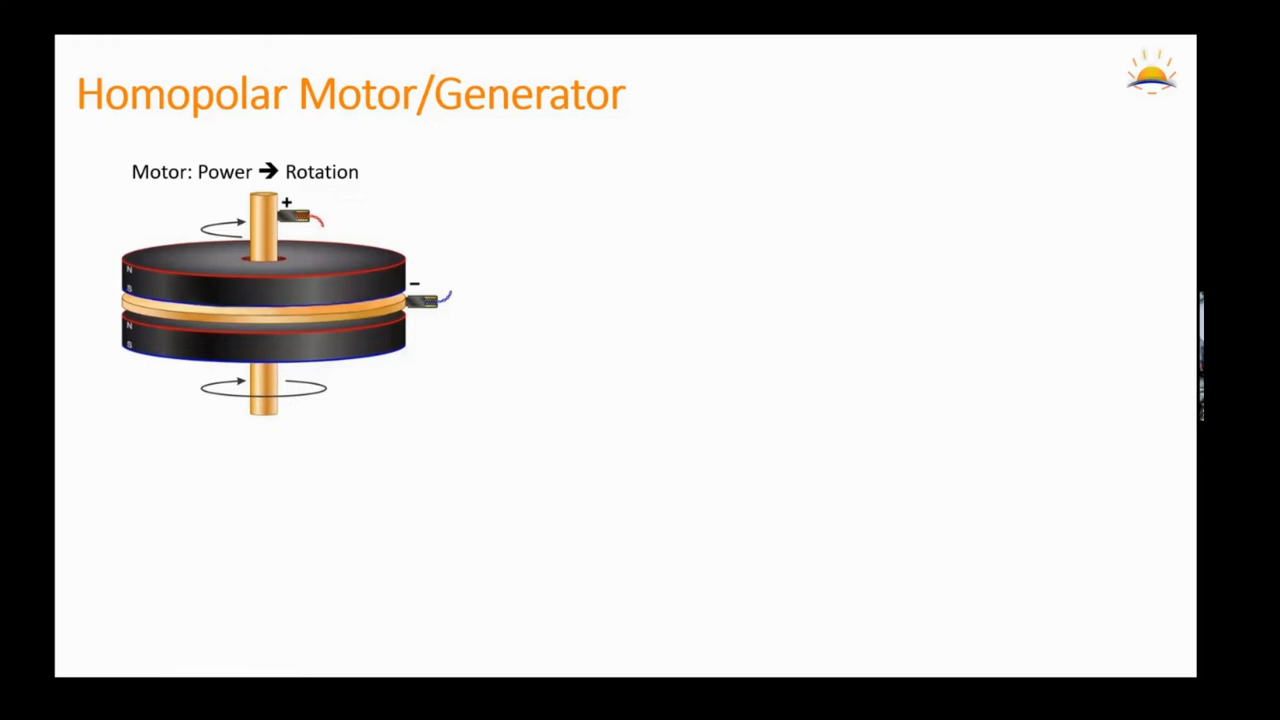 Homopolar Motor/Generator
Motor: Power ➔ Rotation
+
N
S
−
N
S